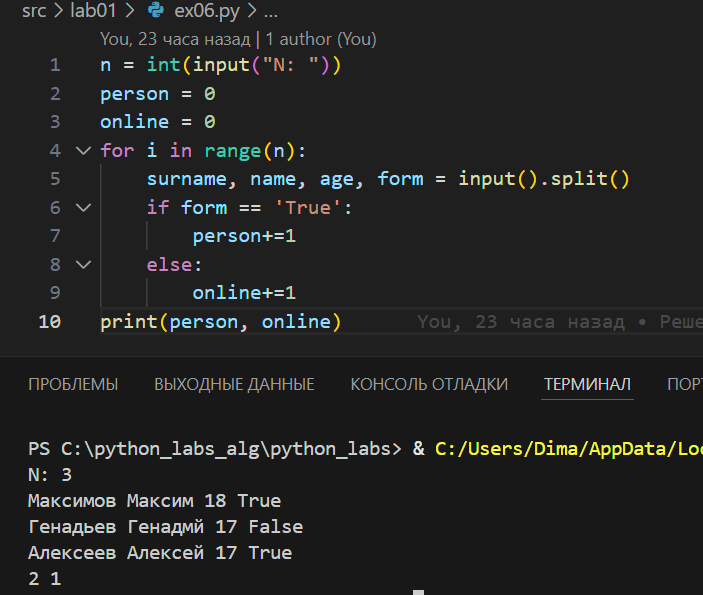 src > lab01 > ex06.py > ...
You, 23 часа назад | 1 author (You)
1 n = int(input("N: "))
2 person = 0
3 online = 0
4 for i in range(n):
5     surname, name, age, form = input().split()
6     if form == 'True':
7         person+=1
8     else:
9         online+=1
10 print(person, online) You, 23 часа назад • Реше
ПРОБЛЕМЫ ВЫХОДНЫЕ ДАННЫЕ КОНСОЛЬ ОТЛАДКИ ТЕРМИНАЛ ПОРТ
PS C:\python_labs_alg\python_labs> & C:/Users/Dima/AppData/Loc
N: 3
Максимов Максим 18 True
Генадьев Генадмй 17 False
Алексеев Алексей 17 True
2 1